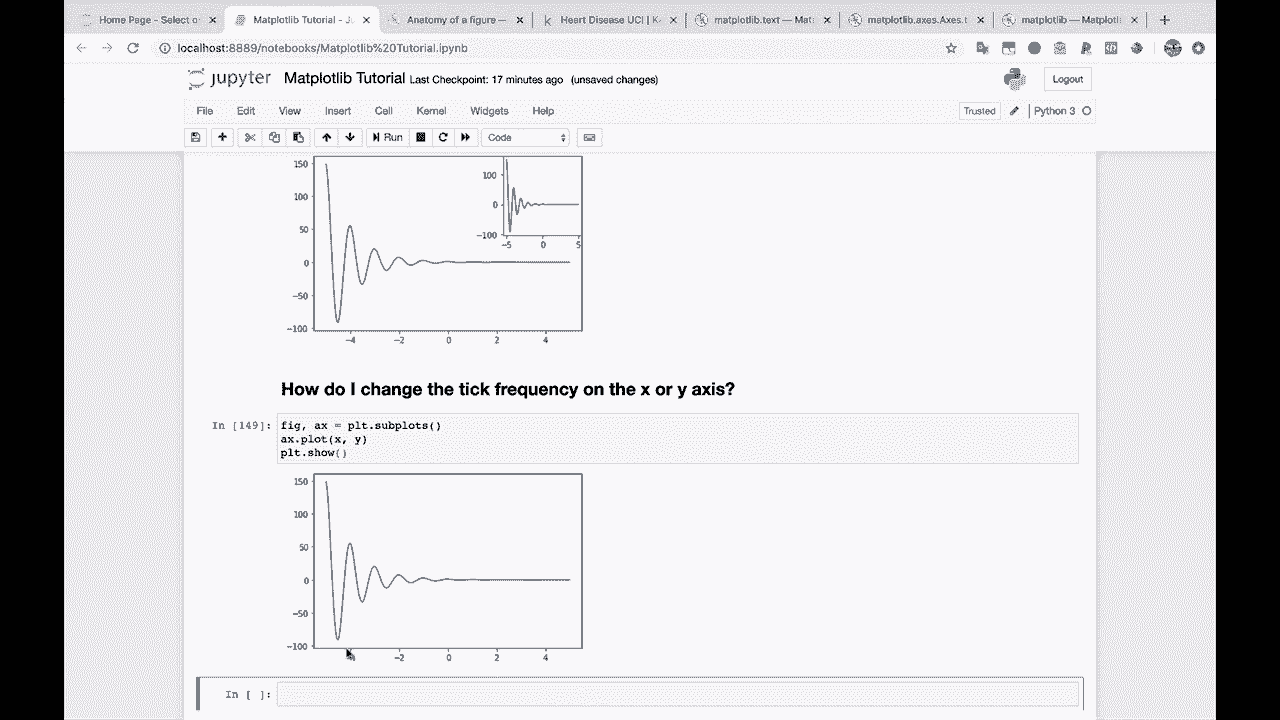 Home Page - Select o
Matplotlib Tutorial - J
Anatomy of a figure —
Heart Disease UCI | K
matplotlib.text — Mat
matplotlib.axes.Axes.t
matplotlib — Matplotli
localhost:8889/notebooks/Matplotlib%20Tutorial.ipynb
jupyter Matplotlib Tutorial Last Checkpoint: 17 minutes ago (unsaved changes)
Logout
File Edit View Insert Cell Kernel Widgets Help
Trusted
Python 3
Run
Code
150
100
50
0
−50
−100
−4 −2 0 2 4
100
0
−100
−5 0 5
How do I change the tick frequency on the x or y axis?
In [149]:
fig, ax = plt.subplots()
ax.plot(x, y)
plt.show()
150
100
50
0
−50
−100
−2 0 2 4
In [ ]: